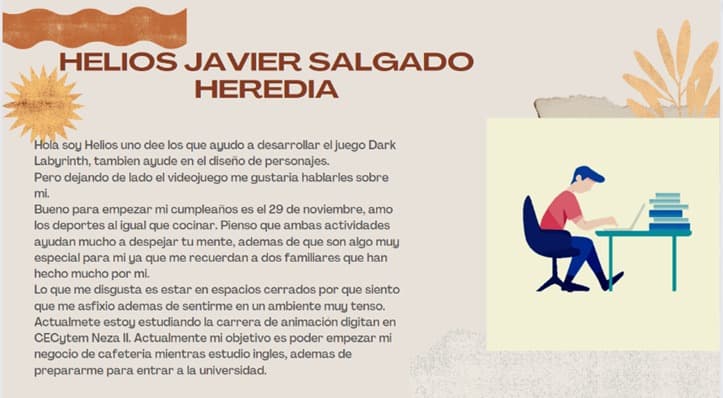 HELIOS JAVIER SALGADO
HEREDIA
Hola soy Helios uno dee los que ayudo a desarrollar el juego Dark
Labyrinth, tambien ayude en el diseño de personajes.
Pero dejando de lado el videojuego me gustaria hablarles sobre
mi.
Bueno para empezar mi cumpleaños es el 29 de noviembre, amo
los deportes al igual que cocinar. Pienso que ambas actividades
ayudan mucho a despejar tu mente, ademas de que son algo muy
especial para mi ya que me recuerdan a dos familiares que han
hecho mucho por mi.
Lo que me disgusta es estar en espacios cerrados por que siento
que me asfixio ademas de sentirme en un ambiente muy tenso.
Actualmete estoy estudiando la carrera de animación digitan en
CECytem Neza II. Actualmente mi objetivo es poder empezar mi
negocio de cafeteria mientras estudio ingles, ademas de
prepararme para entrar a la universidad.